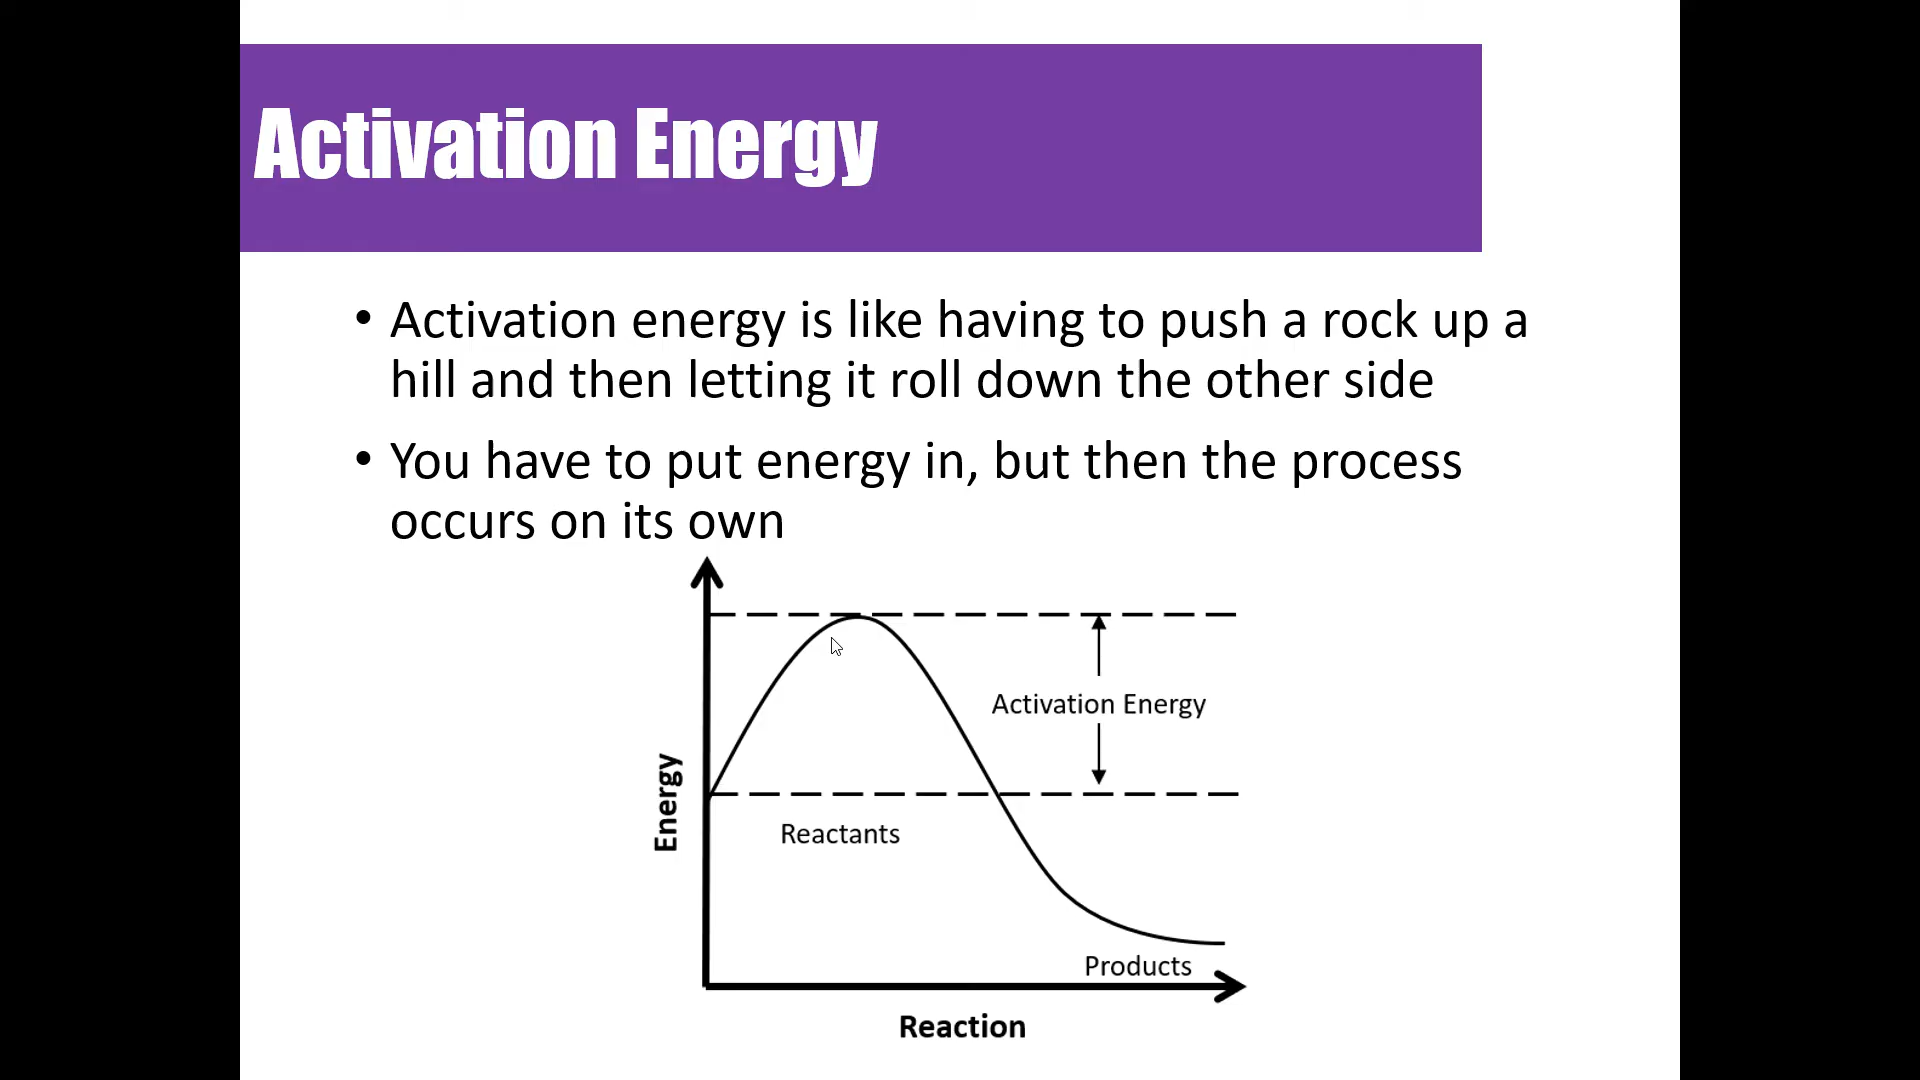 Activation Energy
• Activation energy is like having to push a rock up a
hill and then letting it roll down the other side
• You have to put energy in, but then the process
occurs on its own
Activation Energy
Energy
Reactants
Products
Reaction